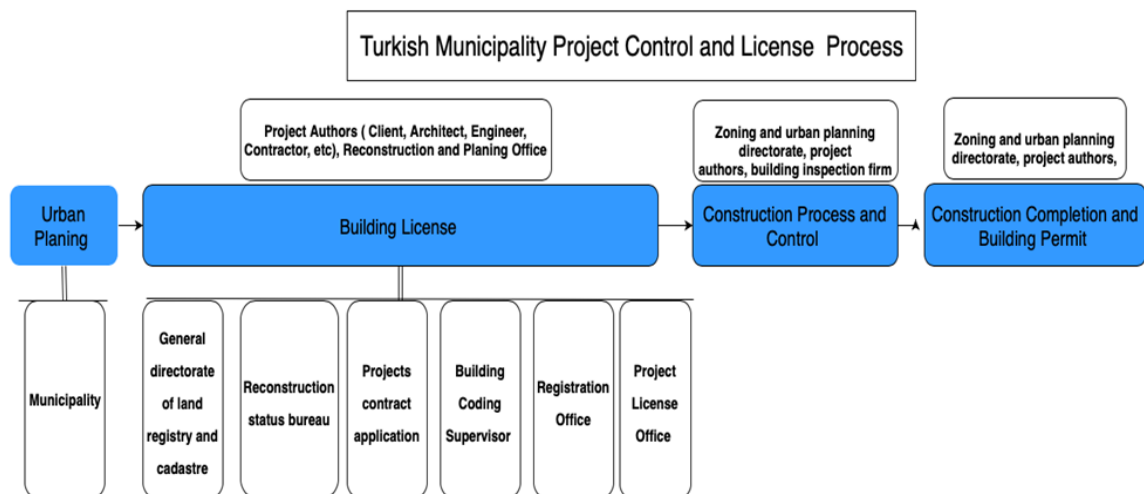 Turkish Municipality Project Control and License Process
Project Authors ( Client, Architect, Engineer,
Contractor, etc), Reconstruction and Planing Office
Zoning and urban planning
directorate, project
authors, building inspection firm
Zoning and urban planning
directorate, project authors,
Urban
Planing
Building License
Construction Process and
Control
Construction Completion and
Building Permit
Municipality
General
directorate
of land
registry and
cadastre
Reconstruction
status bureau
Projects
contract
application
Building
Coding
Supervisor
Registration
Office
Project
License
Office